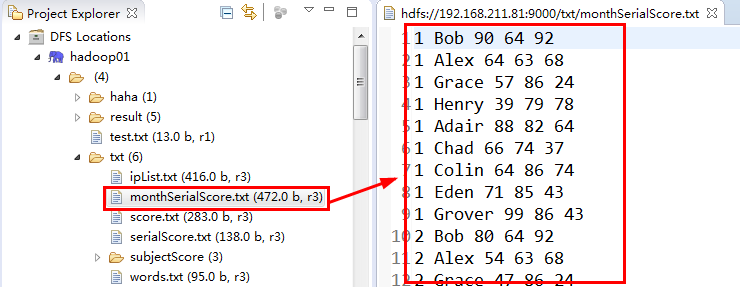 Project Explorer
DFS Locations
hadoop01
(4)
haha (1)
result (5)
test.txt (13.0 b, r1)
txt (6)
ipList.txt (416.0 b, r3)
monthSerialScore.txt (472.0 b, r3)
score.txt (283.0 b, r3)
serialScore.txt (138.0 b, r3)
subjectScore (3)
words.txt (95.0 b, r3)
hdfs://192.168.211.81:9000/txt/monthSerialScore.txt
1 1 Bob 90 64 92
2 1 Alex 64 63 68
3 1 Grace 57 86 24
4 1 Henry 39 79 78
5 1 Adair 88 82 64
6 1 Chad 66 74 37
7 1 Colin 64 86 74
8 1 Eden 71 85 43
9 1 Grover 99 86 43
10 2 Bob 80 64 92
11 2 Alex 54 63 68
12 2 Grace 47 86 24